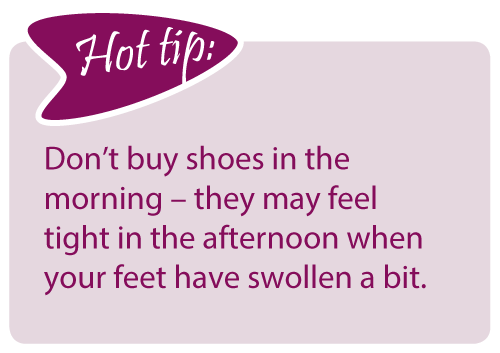 Hot tip:
Don’t buy shoes in the
morning – they may feel
tight in the afternoon when
your feet have swollen a bit.